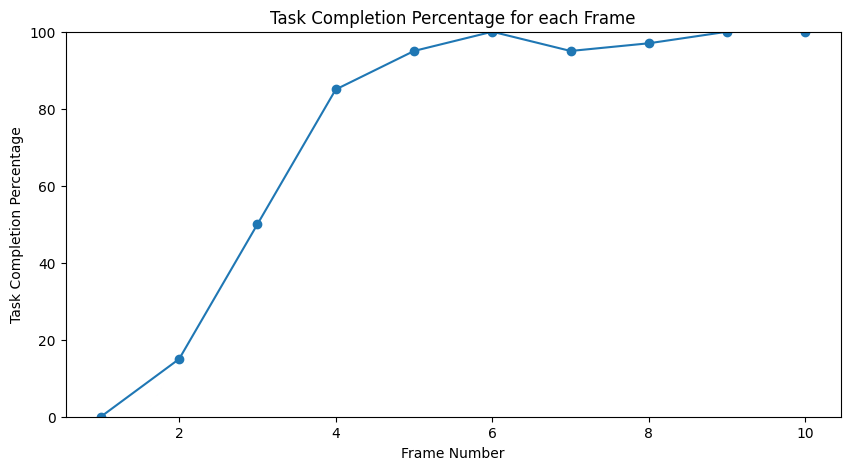 Task Completion Percentage for each Frame
100
80
60
40
20
0
Task Completion Percentage
2 4 6 8 10
Frame Number